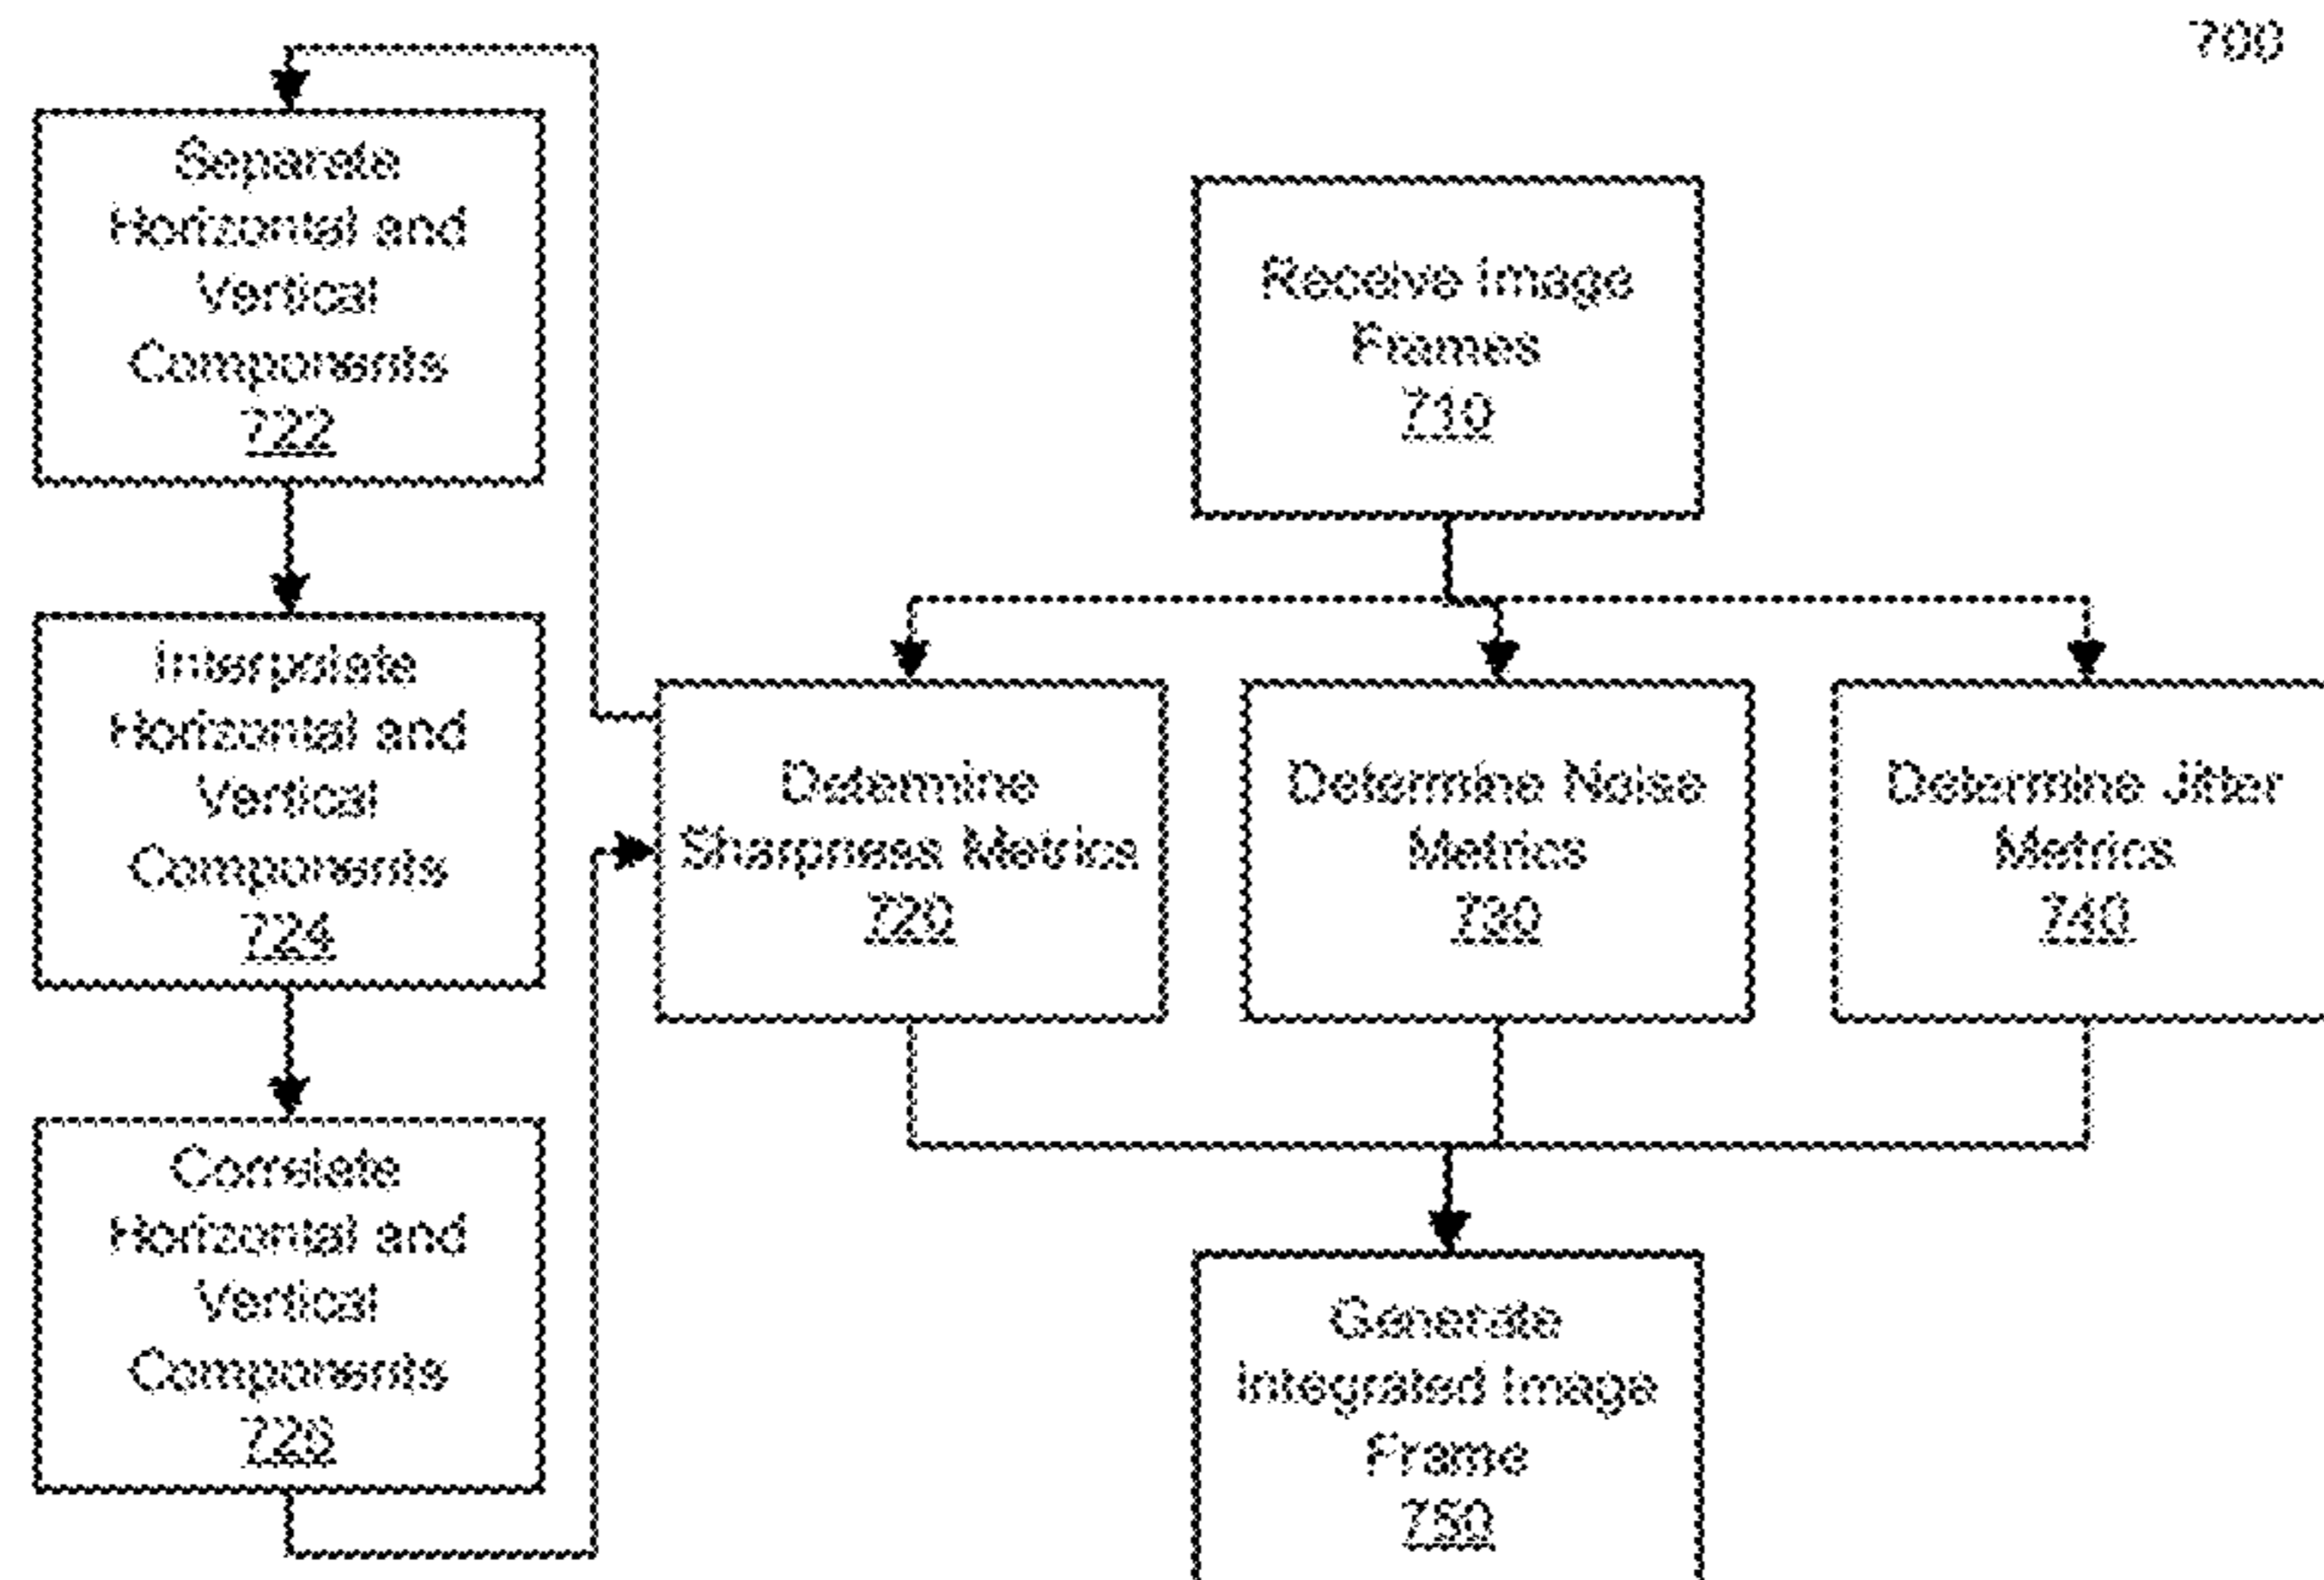 700
Separate
Horizontal and
Vertical
Components
722
Receive Image
Frames
710
Interpolate
Horizontal and
Vertical
Components
724
Determine
Sharpness Metrics
720
Determine Noise
Metrics
730
Determine Jitter
Metrics
740
Correlate
Horizontal and
Vertical
Components
726
Generate
Integrated Image
Frame
750